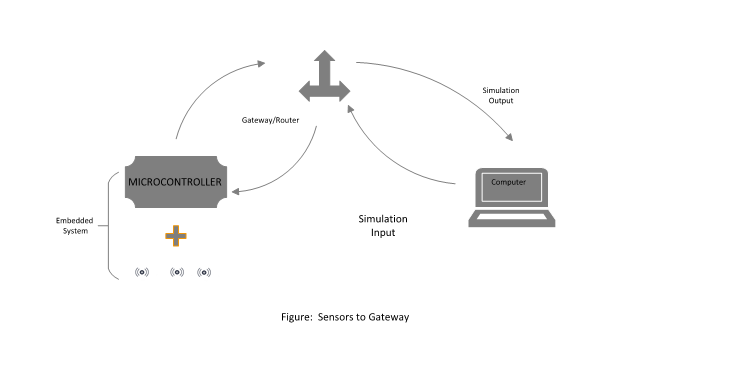 Simulation
Output
Gateway/Router
MICROCONTROLLER
Computer
Embedded
System
Simulation
Input
Figure:  Sensors to Gateway